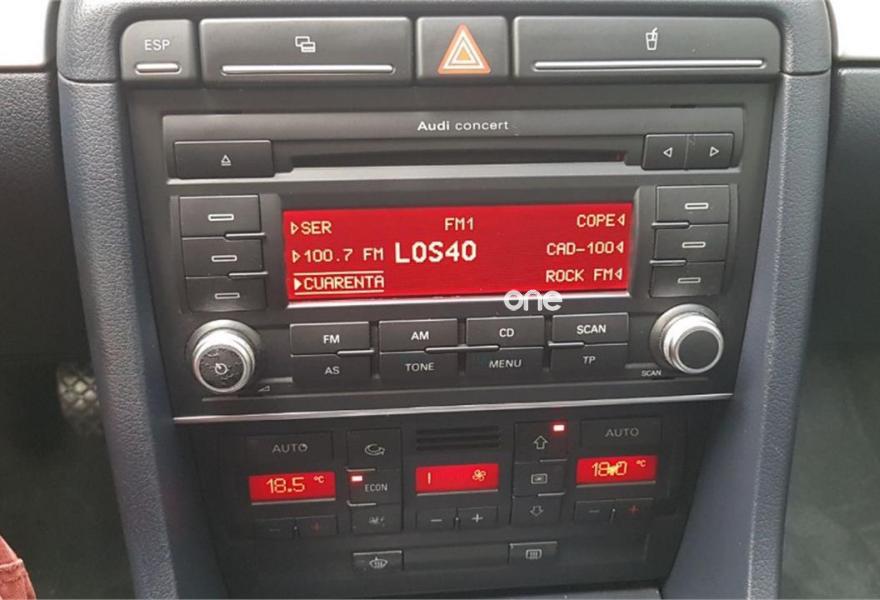 ESP
Audi concert
SER FM1 COPE
100.7 FM LOS40 CAD-100
CUARENTA ROCK FM
one
FM AM CD SCAN
AS TONE MENU TP
SCAN
AUTO AUTO
18.5 °C 18.0 °C
ECON